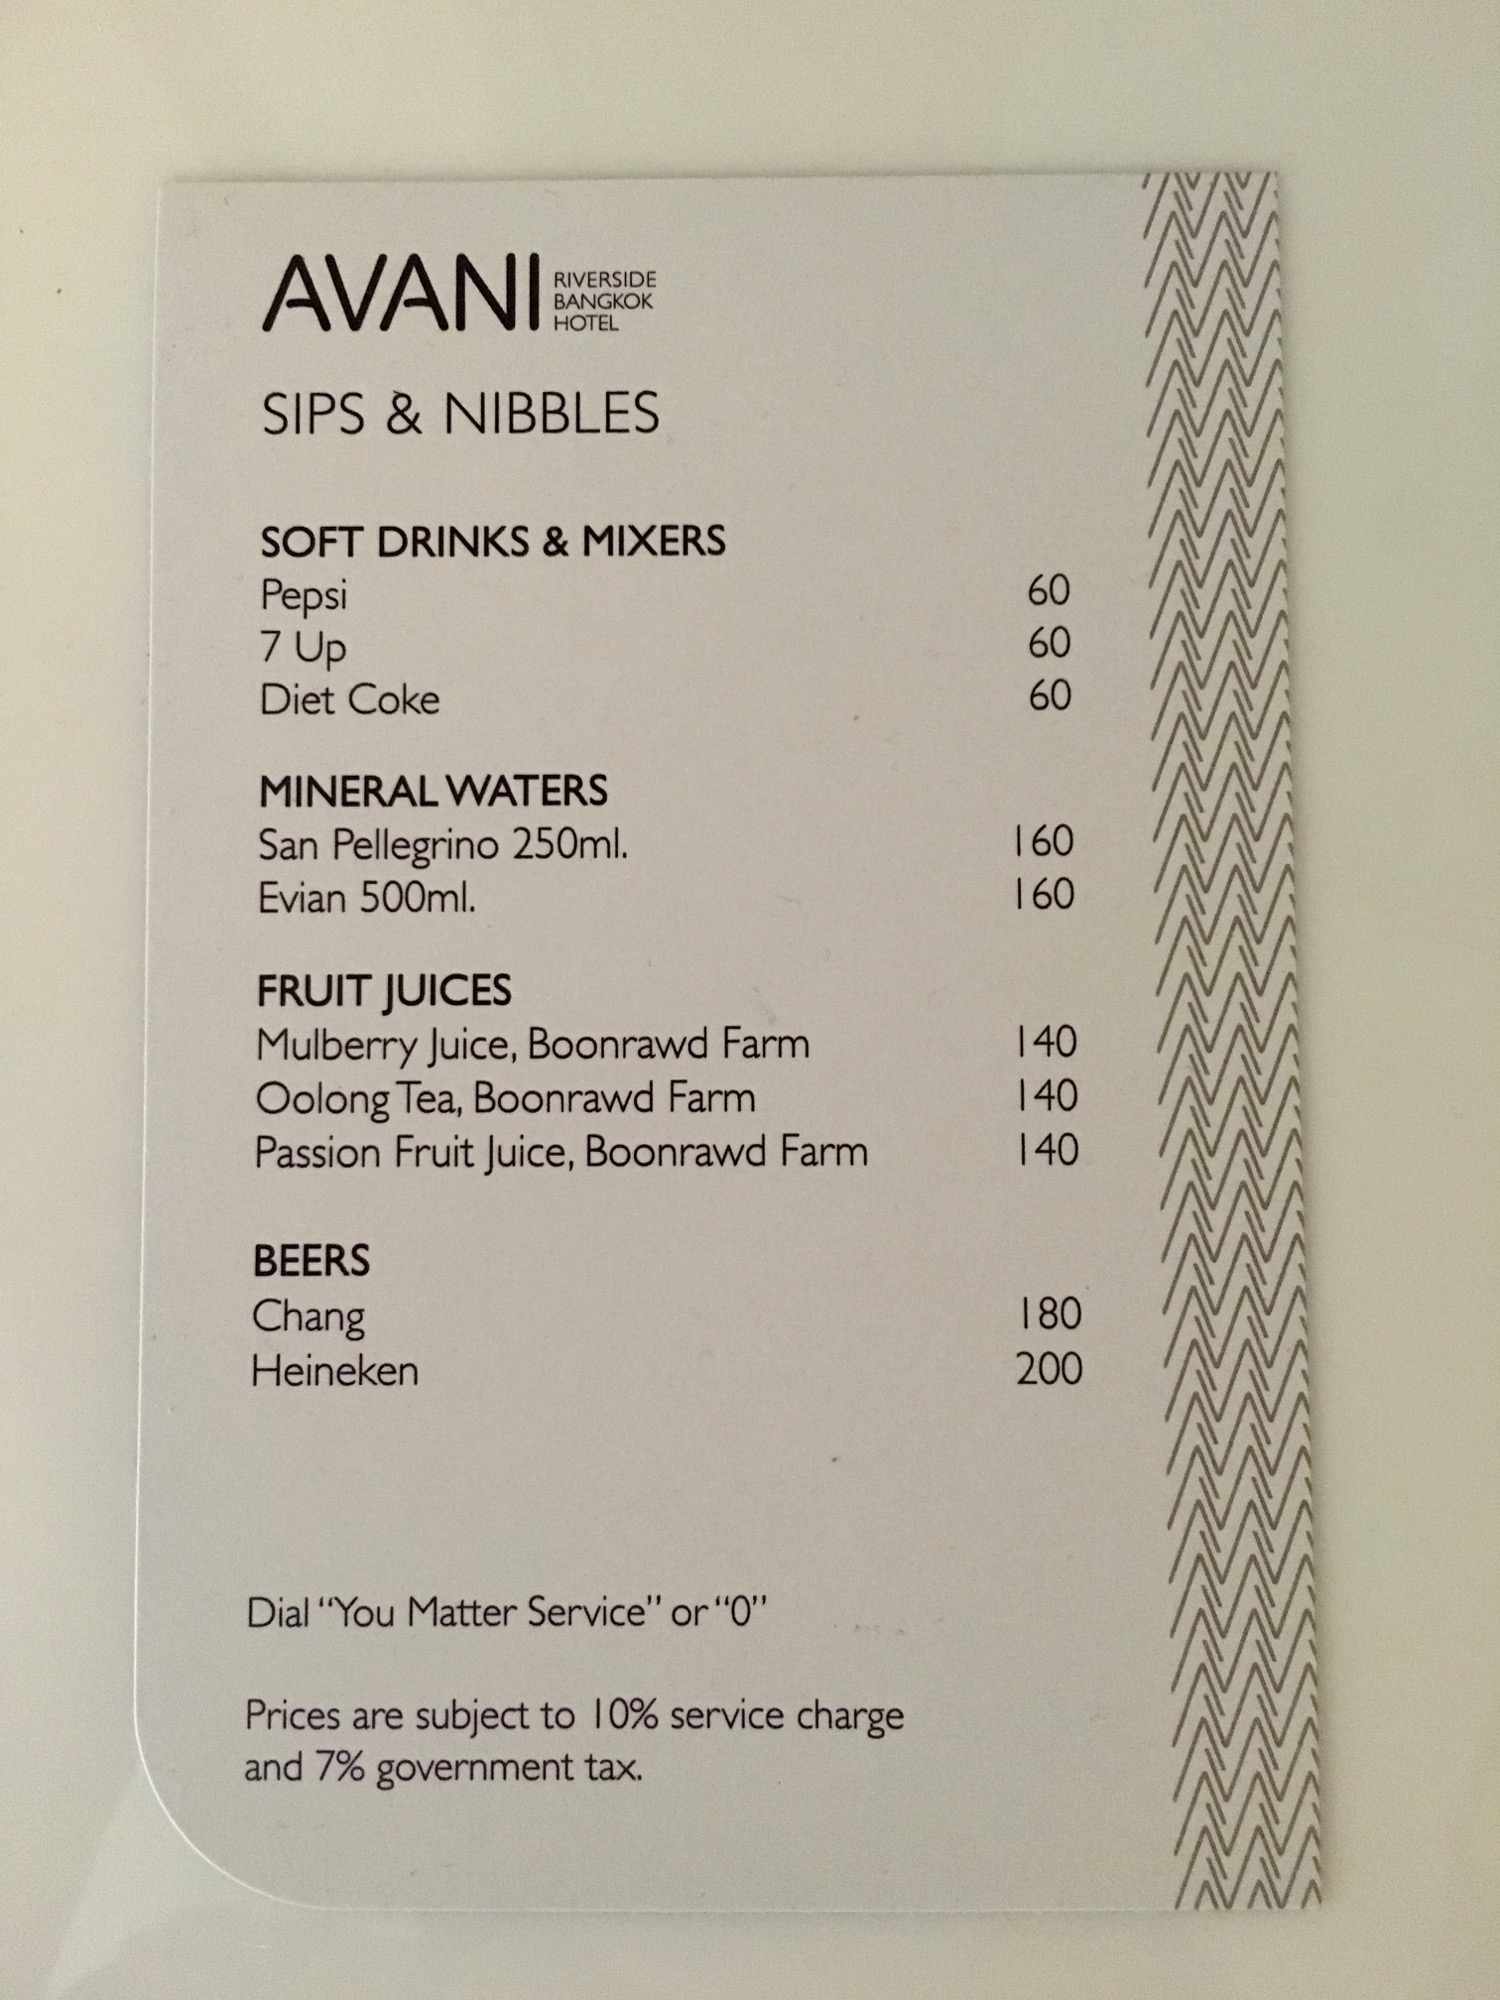 AVANI RIVERSIDE
BANGKOK
HOTEL
SIPS & NIBBLES
SOFT DRINKS & MIXERS
Pepsi 60
7 Up 60
Diet Coke 60
MINERAL WATERS
San Pellegrino 250ml. 160
Evian 500ml. 160
FRUIT JUICES
Mulberry Juice, Boonrawd Farm 140
Oolong Tea, Boonrawd Farm 140
Passion Fruit Juice, Boonrawd Farm 140
BEERS
Chang 180
Heineken 200
Dial “You Matter Service” or “0”
Prices are subject to 10% service charge
and 7% government tax.